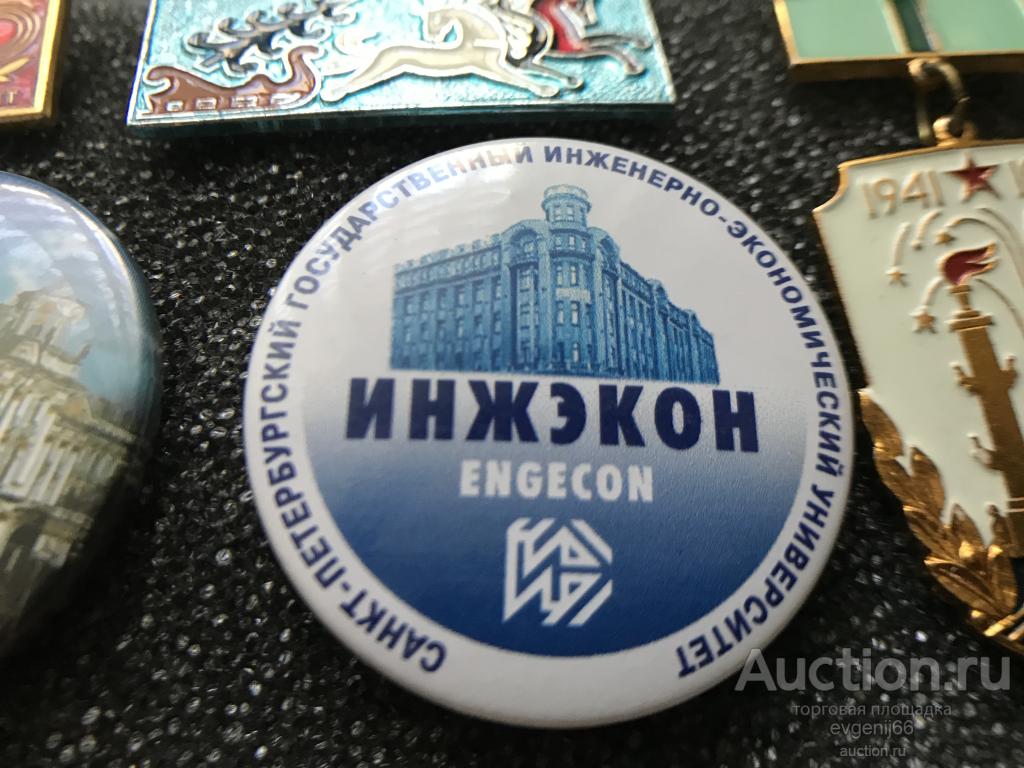 САНКТ-ПЕТЕРБУРГСКИЙ ГОСУДАРСТВЕННЫЙ ИНЖЕНЕРНО-ЭКОНОМИЧЕСКИЙ УНИВЕРСИТЕТ
ИНЖЭКОН
ENGECON
1941
Auction.ru
торговая площадка
evgenij66
auction.ru